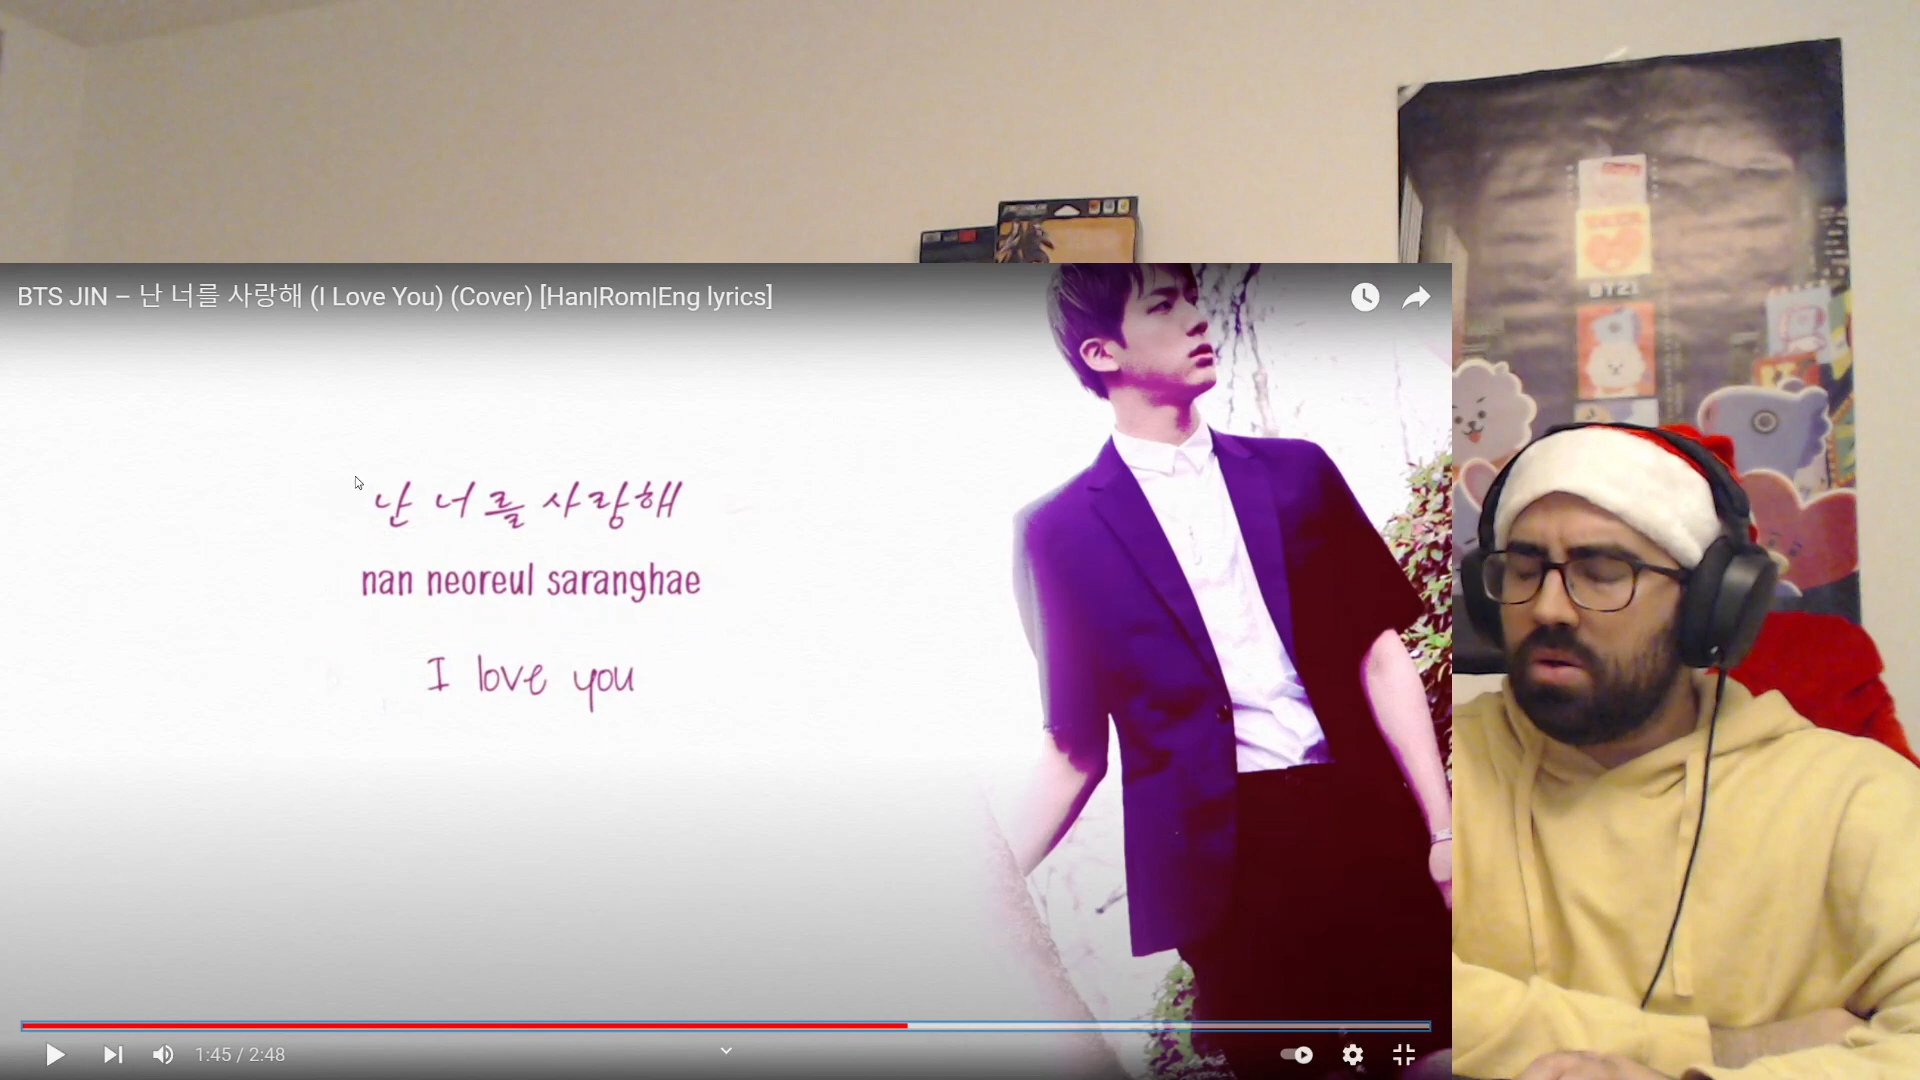 BT21
BTS JIN – 난 너를 사랑해 (I Love You) (Cover) [Han|Rom|Eng lyrics]
난 너를 사랑해
nan neoreul saranghae
I love you
1:45 / 2:48